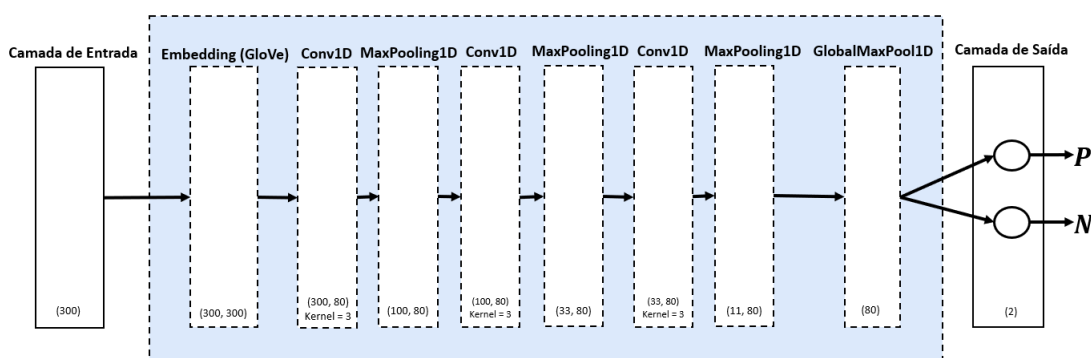 Camada de Entrada
Embedding (GloVe)
Conv1D
MaxPooling1D
Conv1D
MaxPooling1D
Conv1D
MaxPooling1D
GlobalMaxPool1D
Camada de Saída
P
N
(300)
(300, 300)
(300, 80)
Kernel = 3
(100, 80)
(100, 80)
Kernel = 3
(33, 80)
(33, 80)
Kernel = 3
(11, 80)
(80)
(2)